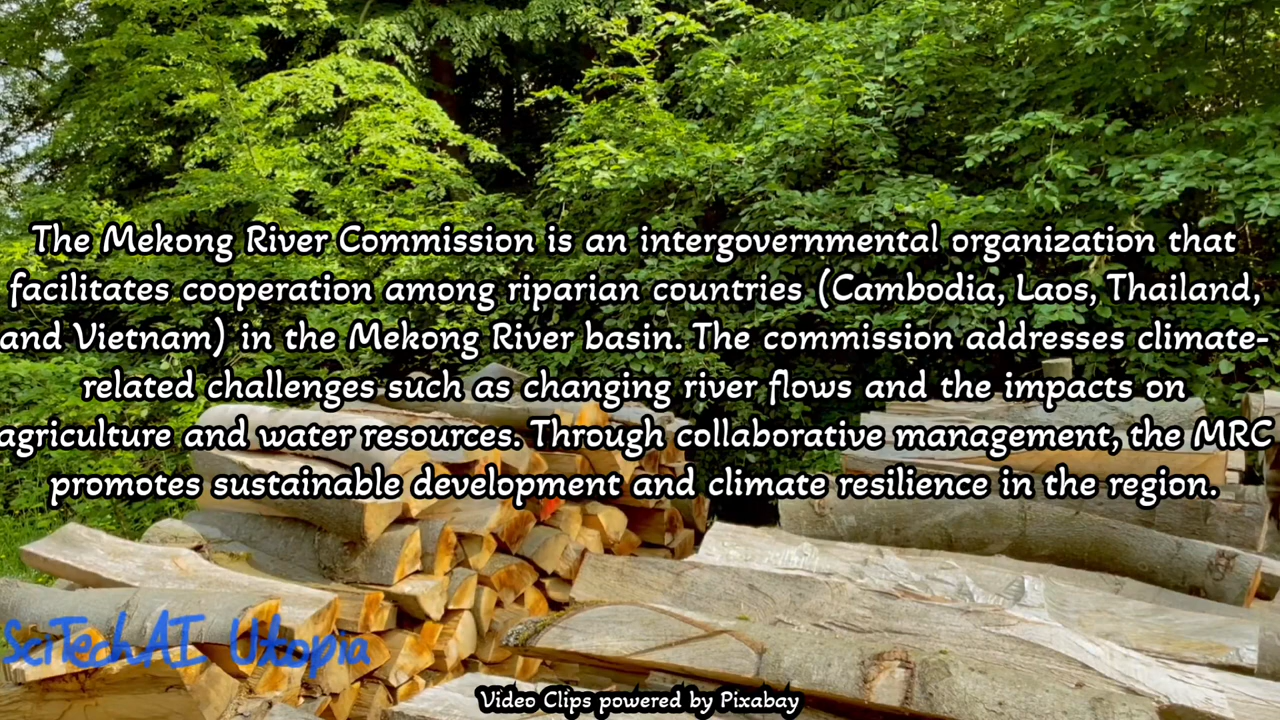 The Mekong River Commission is an intergovernmental organization that
facilitates cooperation among riparian countries (Cambodia, Laos, Thailand,
and Vietnam) in the Mekong River basin. The commission addresses climate-
related challenges such as changing river flows and the impacts on
agriculture and water resources. Through collaborative management, the MRC
promotes sustainable development and climate resilience in the region.
SciTechAI Utopia
Video Clips powered by Pixabay